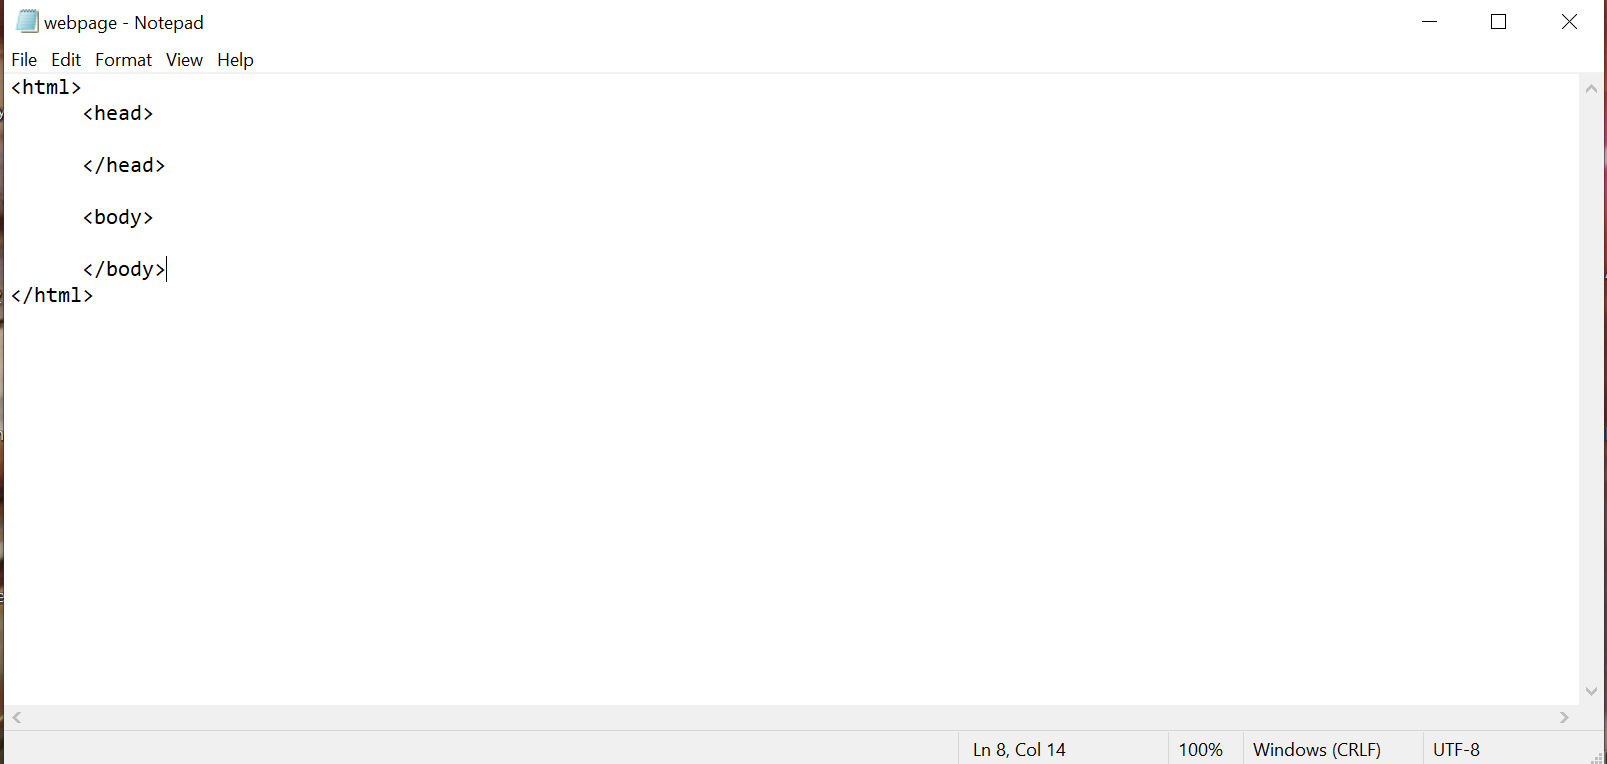 webpage - Notepad
File Edit Format View Help
<html>
<head>
</head>
<body>
</body>
</html>
Ln 8, Col 14 100% Windows (CRLF) UTF-8